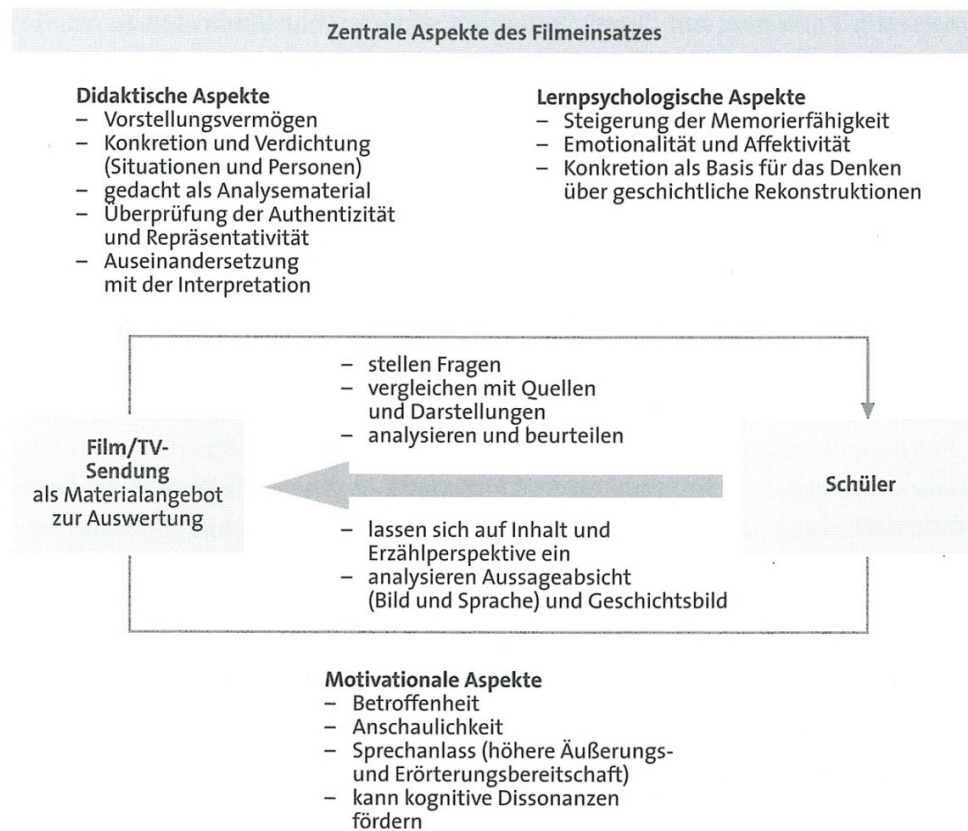 Zentrale Aspekte des Filmeinsatzes
Didaktische Aspekte
– Vorstellungsvermögen
– Konkretion und Verdichtung
(Situationen und Personen)
– gedacht als Analysematerial
– Überprüfung der Authentizität
und Repräsentativität
– Auseinandersetzung
mit der Interpretation
Lernpsychologische Aspekte
– Steigerung der Memorierfähigkeit
– Emotionalität und Affektivität
– Konkretion als Basis für das Denken
über geschichtliche Rekonstruktionen
– stellen Fragen
– vergleichen mit Quellen
und Darstellungen
– analysieren und beurteilen
Film/TV-
Sendung
als Materialangebot
zur Auswertung
Schüler
– lassen sich auf Inhalt und
Erzählperspektive ein
– analysieren Aussageabsicht
(Bild und Sprache) und Geschichtsbild
Motivationale Aspekte
– Betroffenheit
– Anschaulichkeit
– Sprechanlass (höhere Äußerungs-
und Erörterungsbereitschaft)
– kann kognitive Dissonanzen
fördern